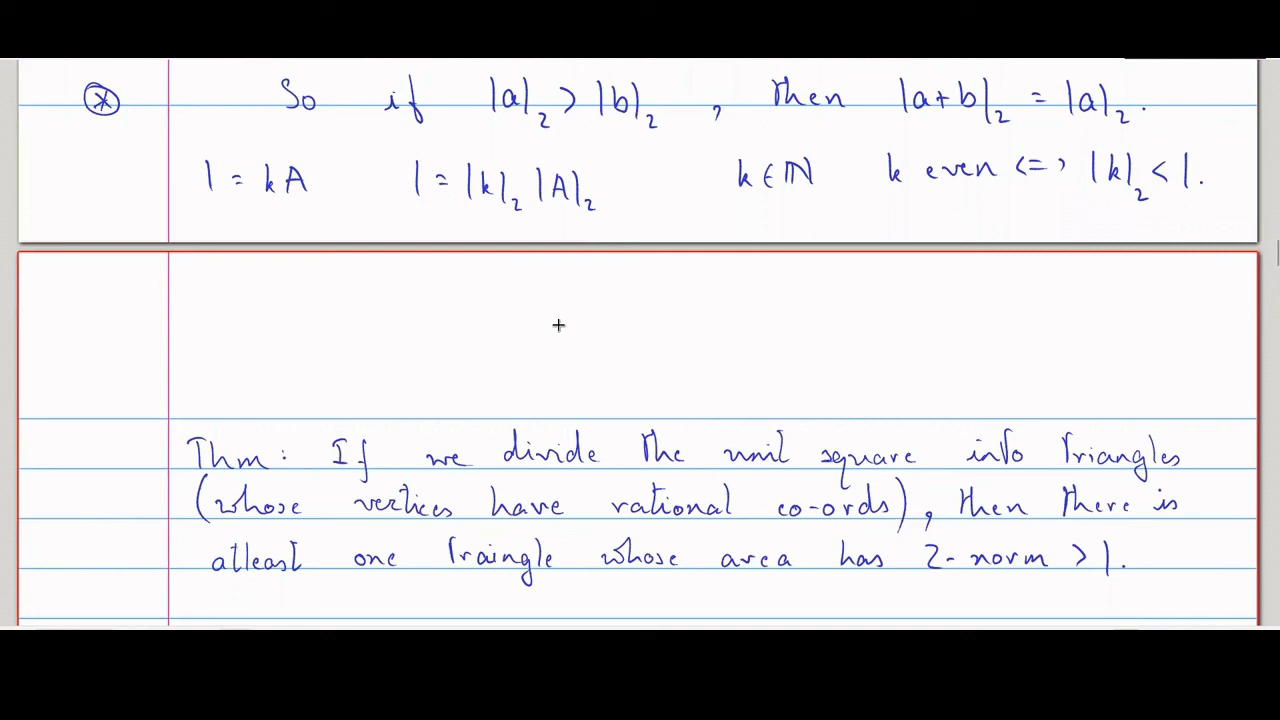 ⊛ So if |a|₂ > |b|₂ , then |a+b|₂ = |a|₂.
1 = kA 1 = |k|₂ |A|₂ k ∈ ℕ k even <=> |k|₂ < 1.
Thm: If we divide the unit square into triangles
(whose vertices have rational co-ords), then there is
atleast one traingle whose area has 2-norm > 1.